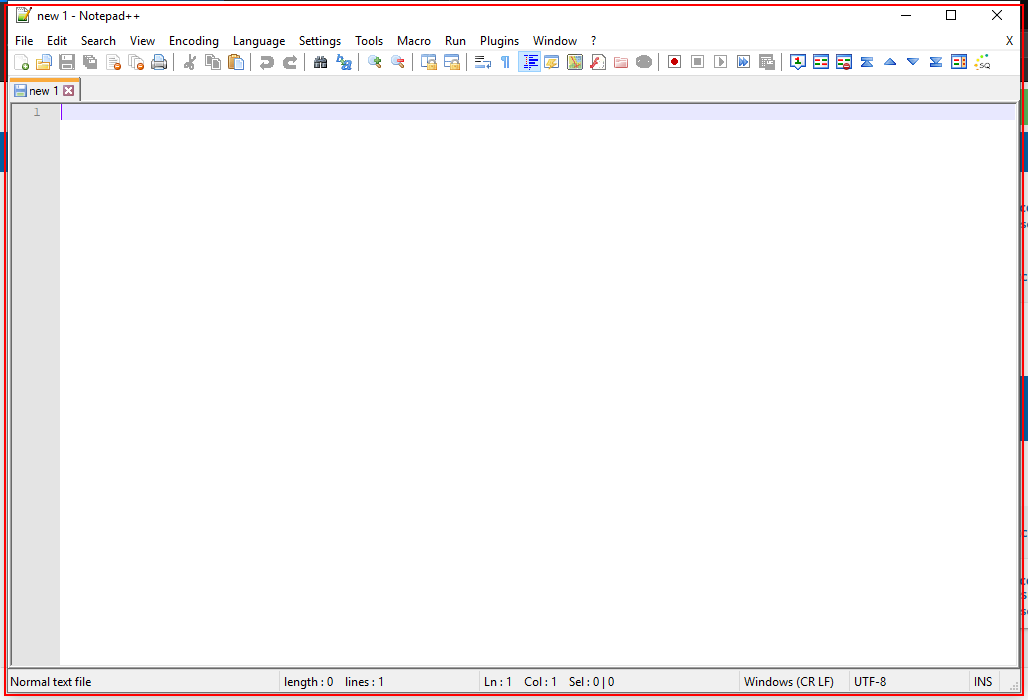 new 1 - Notepad++
File Edit Search View Encoding Language Settings Tools Macro Run Plugins Window ? X
SQ
new 1
1
Normal text file length : 0 lines : 1 Ln : 1 Col : 1 Sel : 0 | 0 Windows (CR LF) UTF-8 INS